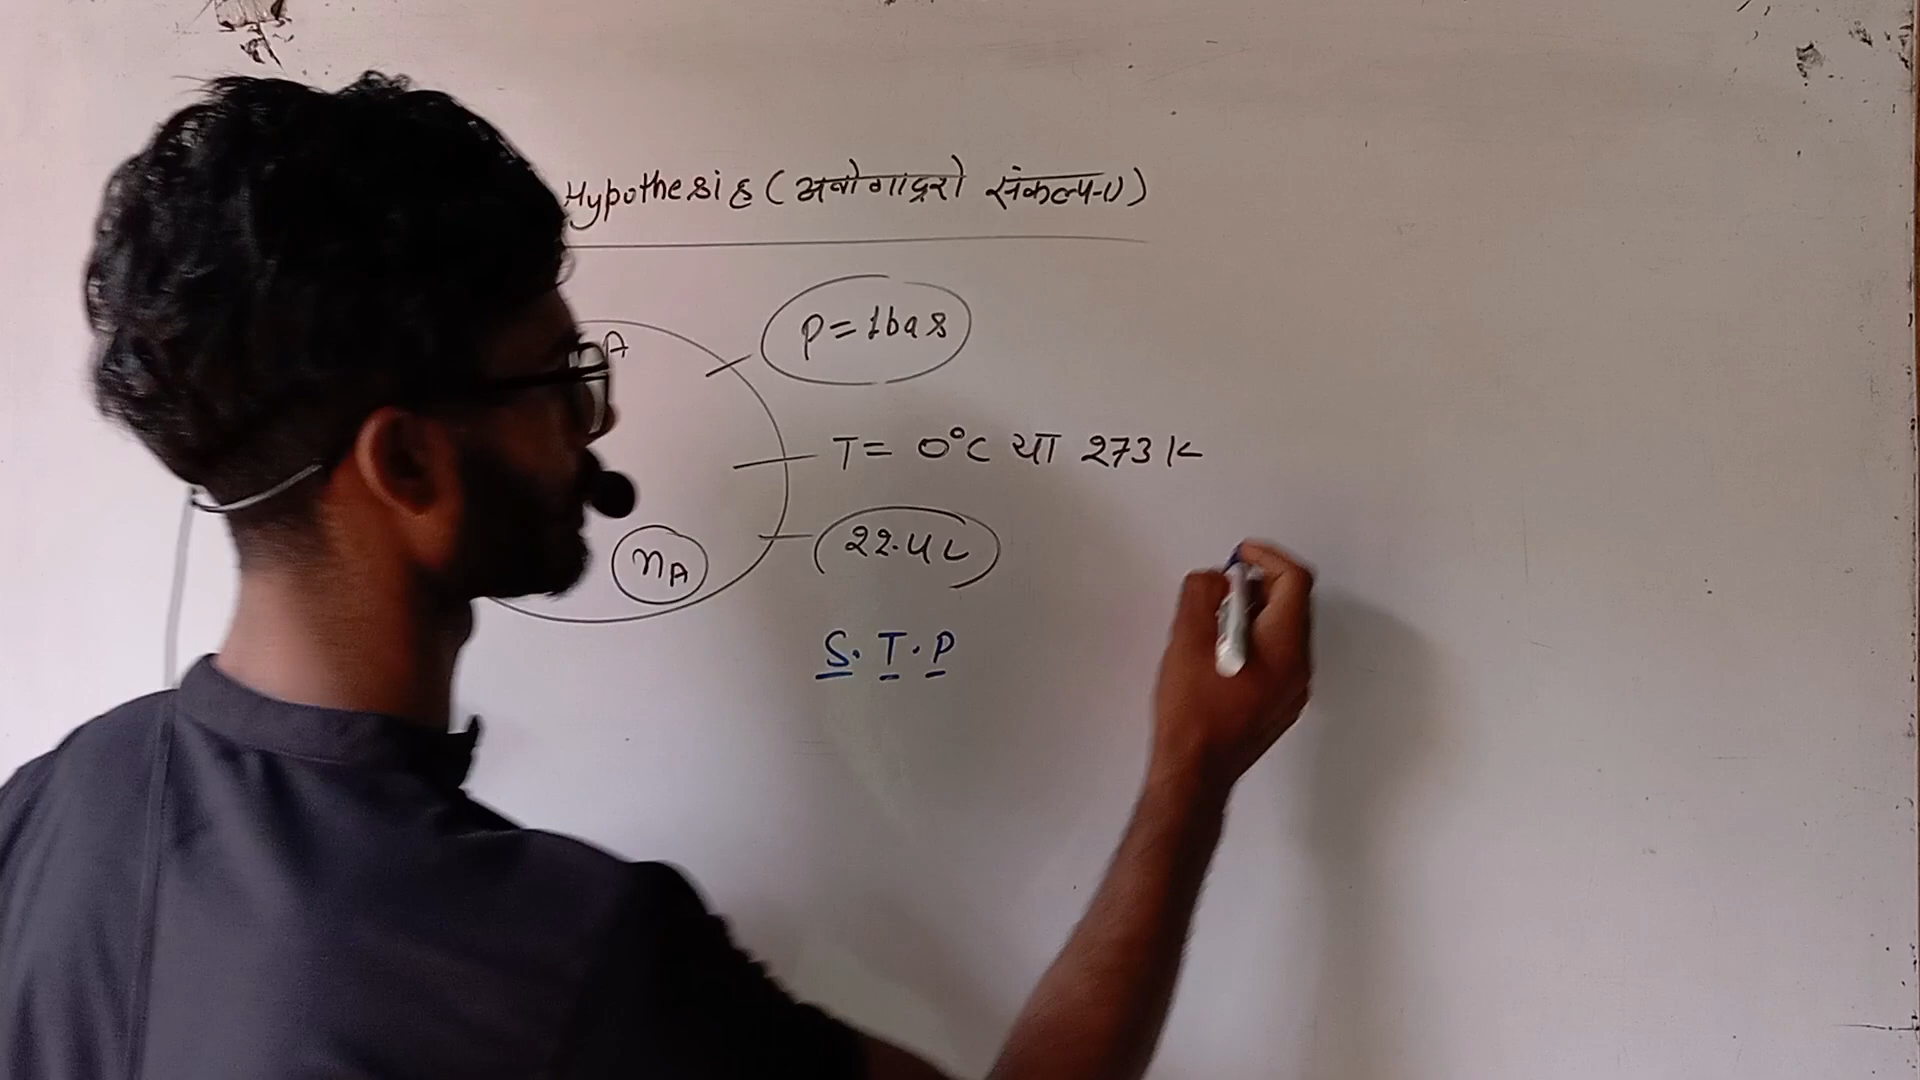 Hypothesis (अवोगाद्रो संकल्पना)
A
P = 1 bar
T = 0°C या 273 K
nA
22.4 L
S.T.P